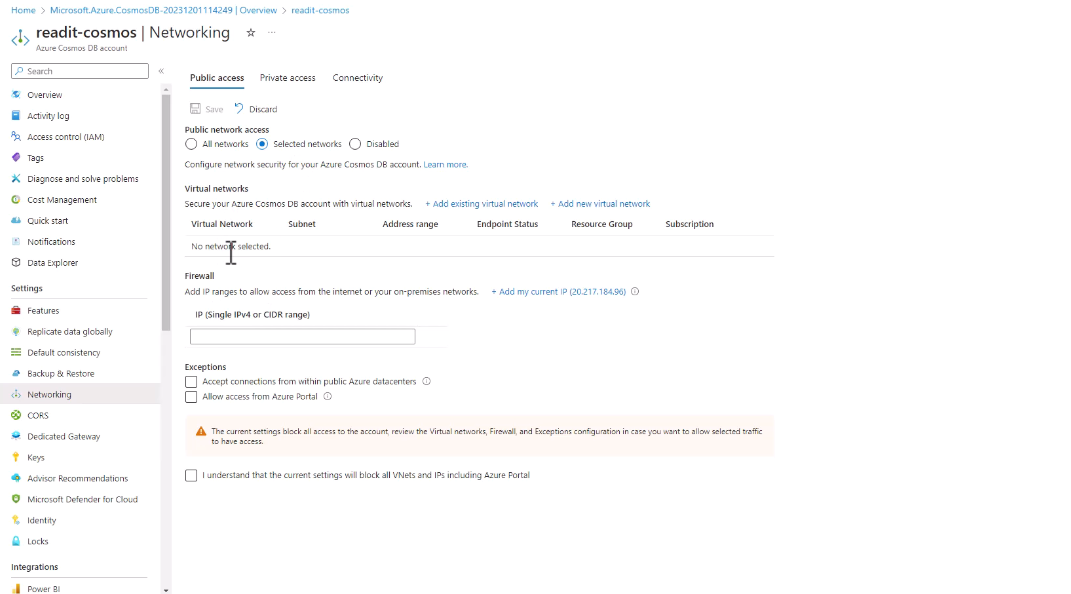 Home > Microsoft.Azure.CosmosDB-20231201114249 | Overview > readit-cosmos
readit-cosmos | Networking
Azure Cosmos DB account
Search
Overview
Activity log
Access control (IAM)
Tags
Diagnose and solve problems
Cost Management
Quick start
Notifications
Data Explorer
Settings
Features
Replicate data globally
Default consistency
Backup & Restore
Networking
CORS
Dedicated Gateway
Keys
Advisor Recommendations
Microsoft Defender for Cloud
Identity
Locks
Integrations
Power BI
Public access Private access Connectivity
Save Discard
Public network access
All networks Selected networks Disabled
Configure network security for your Azure Cosmos DB account. Learn more.
Virtual networks
Secure your Azure Cosmos DB account with virtual networks. + Add existing virtual network + Add new virtual network
Virtual Network Subnet Address range Endpoint Status Resource Group Subscription
No network selected.
Firewall
Add IP ranges to allow access from the internet or your on-premises networks. + Add my current IP (20.217.184.96)
IP (Single IPv4 or CIDR range)
Exceptions
Accept connections from within public Azure datacenters
Allow access from Azure Portal
The current settings block all access to the account, review the Virtual networks, Firewall, and Exceptions configuration in case you want to allow selected traffic
to have access.
I understand that the current settings will block all VNets and IPs including Azure Portal